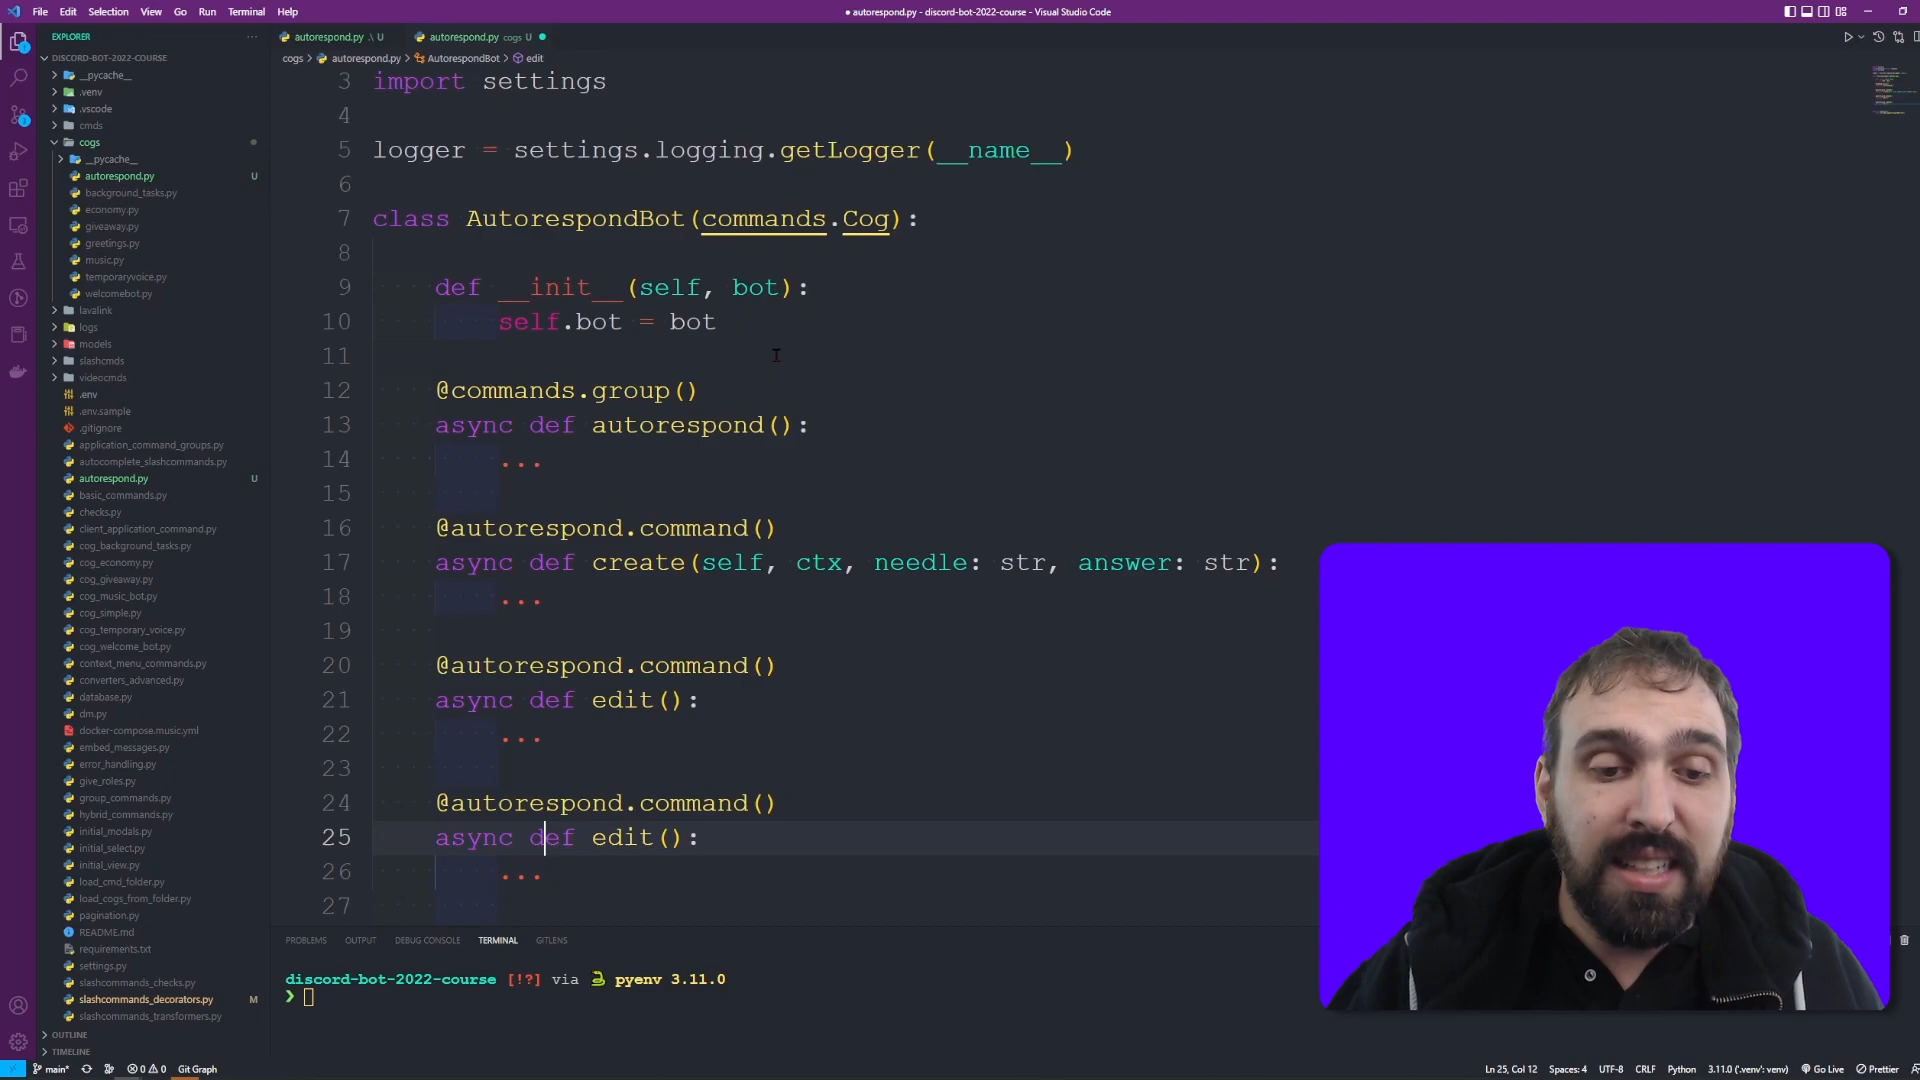 File Edit Selection View Go Run Terminal Help
● autorespond.py - discord-bot-2022-course - Visual Studio Code
EXPLORER
autorespond.py .\ U
autorespond.py cogs U
DISCORD-BOT-2022-COURSE
cogs > autorespond.py > AutorespondBot > edit
__pycache__
.venv
.vscode
cmds
cogs
__pycache__
autorespond.py U
background_tasks.py
economy.py
giveaway.py
greetings.py
music.py
temporaryvoice.py
welcomebot.py
lavalink
logs
models
slashcmds
videocmds
.env
.env.sample
.gitignore
application_command_groups.py
autocomplete_slashcommands.py
autorespond.py U
basic_commands.py
checks.py
client_application_command.py
cog_background_tasks.py
cog_economy.py
cog_giveaway.py
cog_music_bot.py
cog_simple.py
cog_temporary_voice.py
cog_welcome_bot.py
context_menu_commands.py
converters_advanced.py
database.py
dm.py
docker-compose.music.yml
embed_messages.py
error_handling.py
give_roles.py
group_commands.py
hybrid_commands.py
initial_modals.py
initial_select.py
initial_view.py
load_cmd_folder.py
load_cogs_from_folder.py
pagination.py
README.md
requirements.txt
settings.py
slashcommands_checks.py
slashcommands_decorators.py M
slashcommands_transformers.py
OUTLINE
TIMELINE
3 import settings
4
5 logger = settings.logging.getLogger(__name__)
6
7 class AutorespondBot(commands.Cog):
8
9 def __init__(self, bot):
10 self.bot = bot
11
12 @commands.group()
13 async def autorespond():
14 ...
15
16 @autorespond.command()
17 async def create(self, ctx, needle: str, answer: str):
18 ...
19
20 @autorespond.command()
21 async def edit():
22 ...
23
24 @autorespond.command()
25 async def edit():
26 ...
27
PROBLEMS OUTPUT DEBUG CONSOLE TERMINAL GITLENS
discord-bot-2022-course [!?] via pyenv 3.11.0
❯
main* 0 0 Git Graph
Ln 25, Col 12 Spaces: 4 UTF-8 CRLF Python 3.11.0 ('.venv': venv) Go Live Prettier